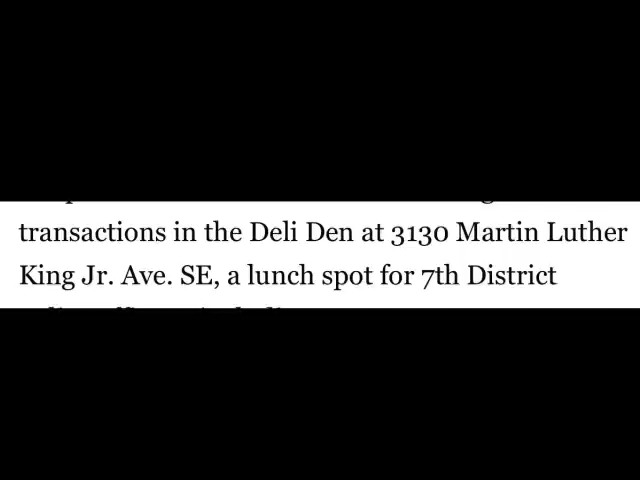 transactions in the Deli Den at 3130 Martin Luther
King Jr. Ave. SE, a lunch spot for 7th District